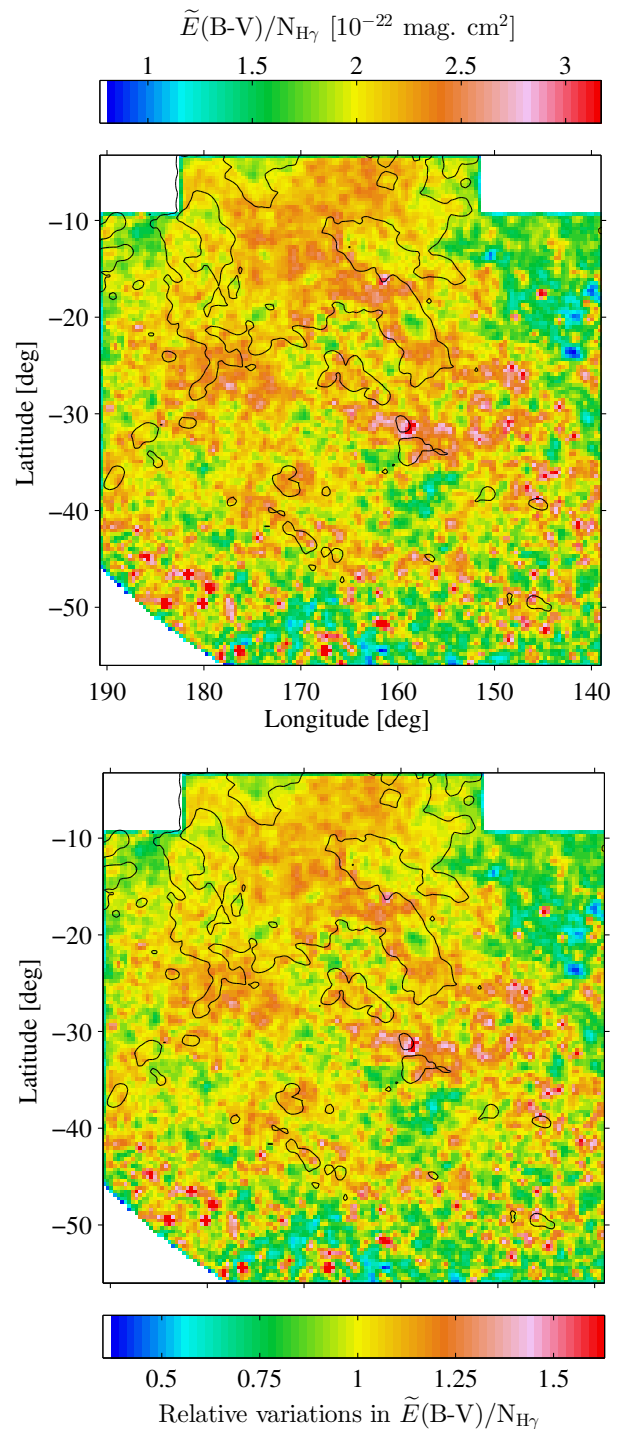 Ẽ(B-V)/N_Hγ [10⁻²² mag. cm²]
1 1.5 2 2.5 3
−10
−20
−30
−40
−50
Latitude [deg]
190 180 170 160 150 140
Longitude [deg]
−10
−20
−30
−40
−50
Latitude [deg]
0.5 0.75 1 1.25 1.5
Relative variations in Ẽ(B-V)/N_Hγ